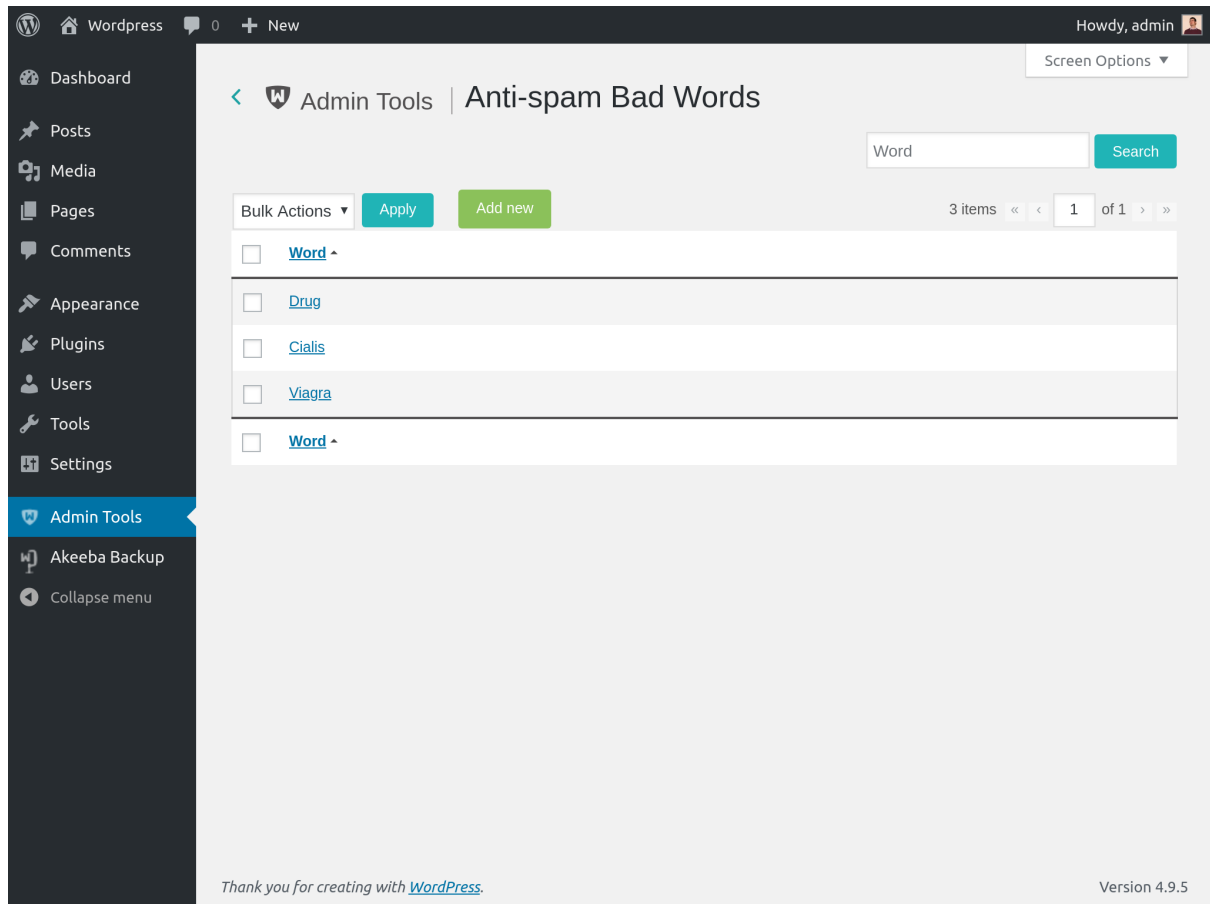 Wordpress 0 New Howdy, admin
Screen Options ▼
Dashboard
Posts
Media
Pages
Comments
Appearance
Plugins
Users
Tools
Settings
Admin Tools
Akeeba Backup
Collapse menu
Admin Tools | Anti-spam Bad Words
Word Search
Bulk Actions ▼ Apply Add new 3 items « ‹ 1 of 1 › »
Word
Drug
Cialis
Viagra
Word
Thank you for creating with WordPress. Version 4.9.5